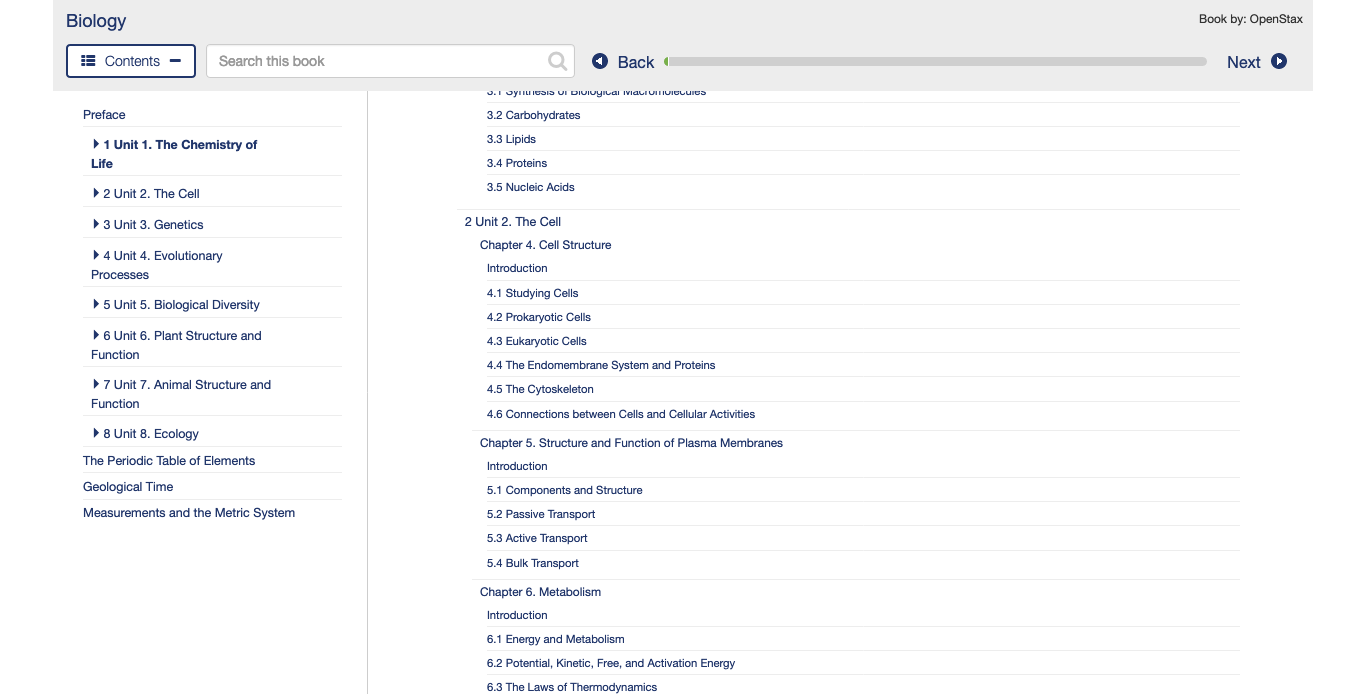 Biology
Book by: OpenStax
Contents
Search this book
Back
Next
Preface
1 Unit 1. The Chemistry of
Life
2 Unit 2. The Cell
3 Unit 3. Genetics
4 Unit 4. Evolutionary
Processes
5 Unit 5. Biological Diversity
6 Unit 6. Plant Structure and
Function
7 Unit 7. Animal Structure and
Function
8 Unit 8. Ecology
The Periodic Table of Elements
Geological Time
Measurements and the Metric System
3.1 Synthesis of Biological Macromolecules
3.2 Carbohydrates
3.3 Lipids
3.4 Proteins
3.5 Nucleic Acids
2 Unit 2. The Cell
Chapter 4. Cell Structure
Introduction
4.1 Studying Cells
4.2 Prokaryotic Cells
4.3 Eukaryotic Cells
4.4 The Endomembrane System and Proteins
4.5 The Cytoskeleton
4.6 Connections between Cells and Cellular Activities
Chapter 5. Structure and Function of Plasma Membranes
Introduction
5.1 Components and Structure
5.2 Passive Transport
5.3 Active Transport
5.4 Bulk Transport
Chapter 6. Metabolism
Introduction
6.1 Energy and Metabolism
6.2 Potential, Kinetic, Free, and Activation Energy
6.3 The Laws of Thermodynamics